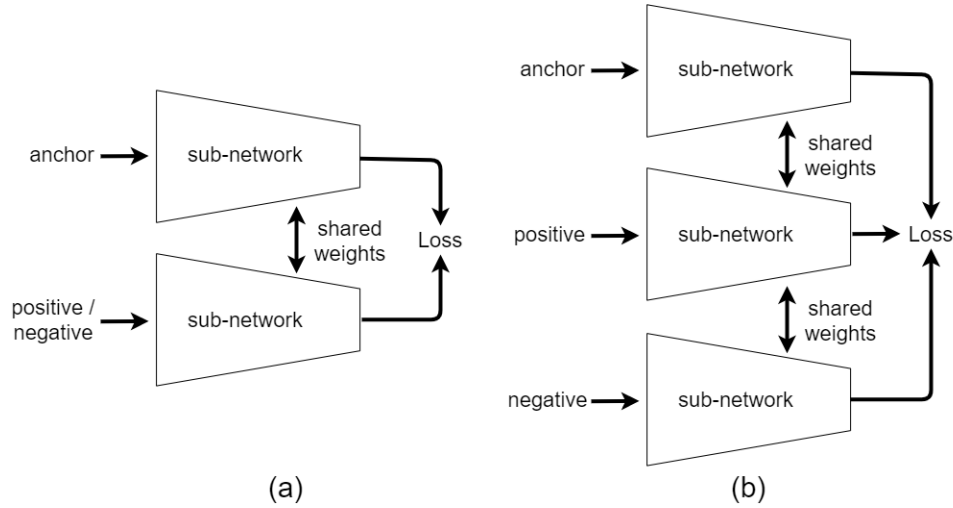 anchor
sub-network
shared
weights
Loss
positive /
negative
sub-network
(a)
anchor
sub-network
shared
weights
positive
sub-network
Loss
shared
weights
negative
sub-network
(b)